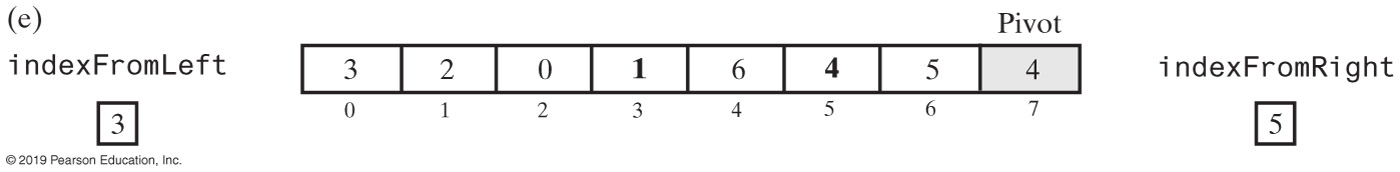 (e)
Pivot
indexFromLeft
3 2 0 1 6 4 5 4
indexFromRight
0 1 2 3 4 5 6 7
3
5
© 2019 Pearson Education, Inc.